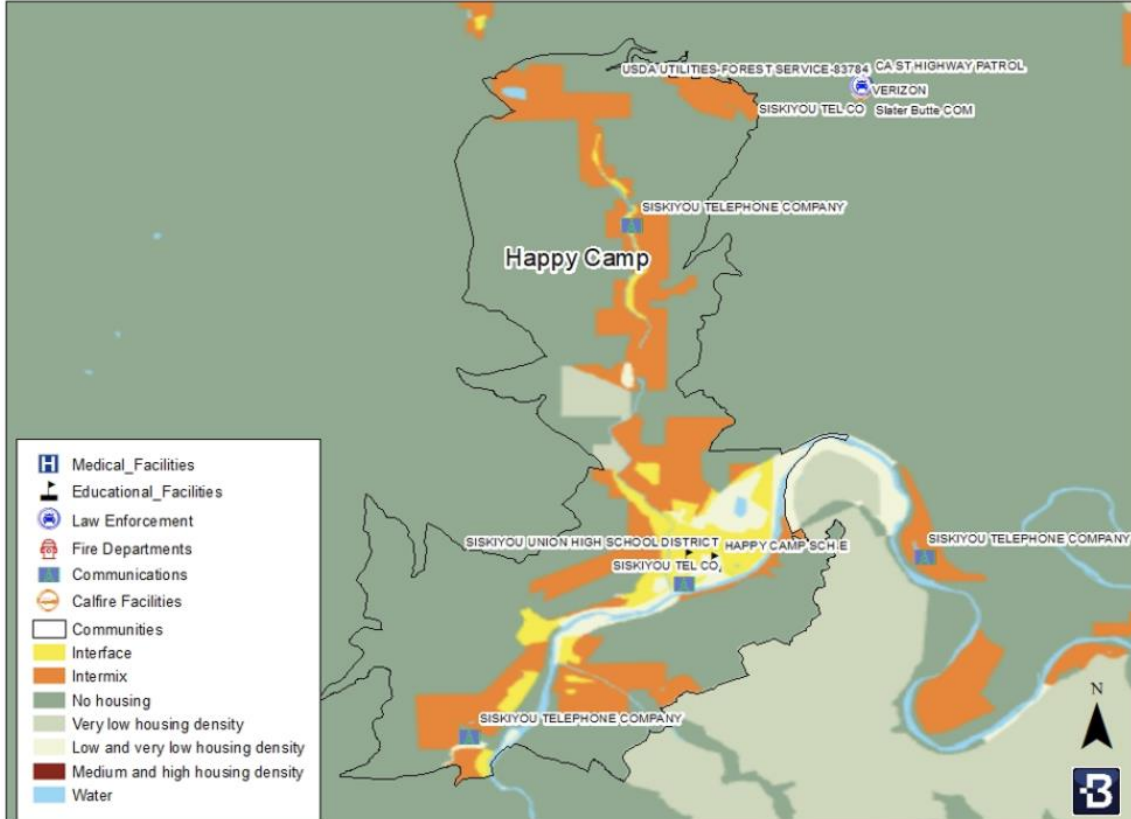 USDA UTILITIES-FOREST SERVICE-83784
CA ST HIGHWAY PATROL
VERIZON
SISKIYOU TEL CO
Slater Butte COM
SISKIYOU TELEPHONE COMPANY
Happy Camp
SISKIYOU UNION HIGH SCHOOL DISTRICT
HAPPY CAMP SCH E
SISKIYOU TEL CO,
SISKIYOU TELEPHONE COMPANY
SISKIYOU TELEPHONE COMPANY
H Medical_Facilities
Educational_Facilities
Law Enforcement
Fire Departments
A Communications
Calfire Facilities
Communities
Interface
Intermix
No housing
Very low housing density
Low and very low housing density
Medium and high housing density
Water
N
B